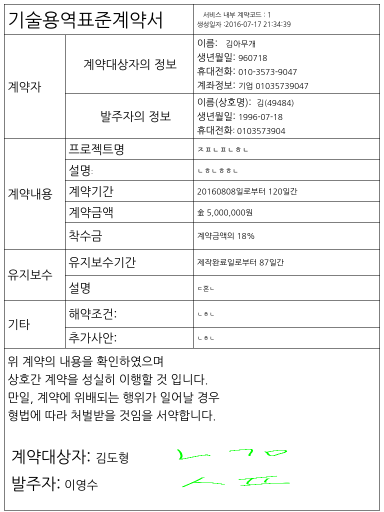 기술용역표준계약서
서비스 내부 계약코드 : 1
생성일자 :2016-07-17 21:34:39
계약자
계약대상자의 정보
이름: 김아무개
생년월일: 960718
휴대전화: 010-3573-9047
계좌정보: 기업 01035739047
발주자의 정보
이름(상호명): 김(49484)
생년월일: 1996-07-18
휴대전화: 0103573904
계약내용
프로젝트명
ㅈㅍㄴㅍㄴㅎㄴ
설명:
ㄴㅎㄴㅎㅎㄴ
계약기간
20160808일로부터 120일간
계약금액
金 5,000,000원
착수금
계약금액의 18%
유지보수
유지보수기간
제작완료일로부터 87일간
설명
ㄷ혼ㄴ
기타
해약조건:
ㄴㅎㄴ
추가사안:
ㄴㅎㄴ
위 계약의 내용을 확인하였으며
상호간 계약을 성실히 이행할 것 입니다.
만일, 계약에 위배되는 행위가 일어날 경우
형법에 따라 처벌받을 것임을 서약합니다.
계약대상자: 김도형
발주자: 이영수